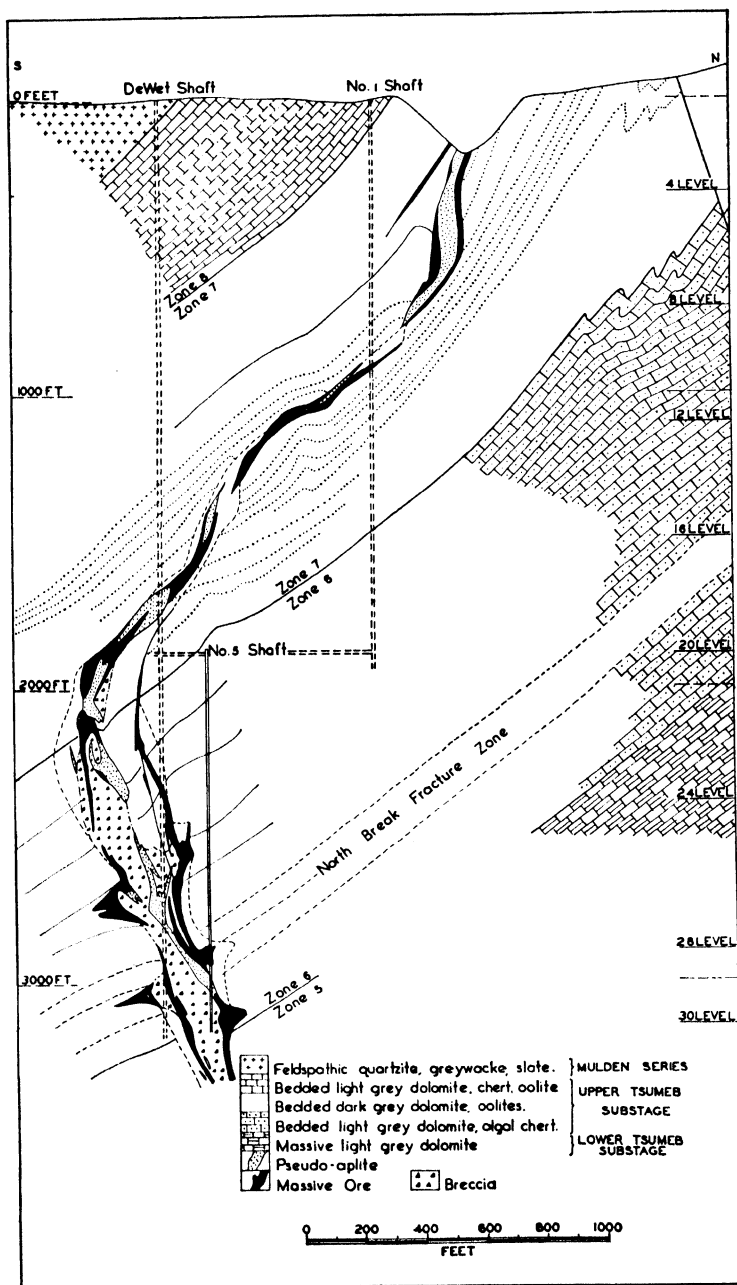 S
N
DeWet Shaft
No. 1 Shaft
0 FEET
4 LEVEL
Zone 8
Zone 7
8 LEVEL
1000 FT
12 LEVEL
16 LEVEL
Zone 7
Zone 6
No. 5 Shaft
20 LEVEL
2000 FT
North Break Fracture Zone
24 LEVEL
28 LEVEL
3000 FT
Zone 6
Zone 5
30 LEVEL
Feldspathic quartzite, greywacke, slate. } MULDEN SERIES
Bedded light grey dolomite, chert, oolite
Bedded dark grey dolomite, oolites.
UPPER TSUMEB
SUBSTAGE
Bedded light grey dolomite, algal chert.
Massive light grey dolomite
LOWER TSUMEB
SUBSTAGE
Pseudo-aplite
Massive Ore
Breccia
0 200 400 600 800 1000
FEET